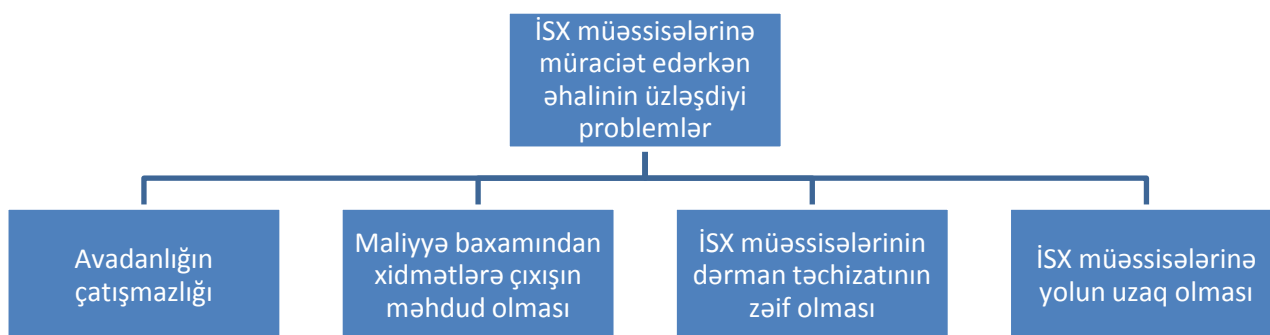 İSX müəssisələrinə
müraciət edərkən
əhalinin üzləşdiyi
problemlər
Avadanlığın
çatışmazlığı
Maliyyə baxamından
xidmətlərə çıxışın
məhdud olması
İSX müəssisələrinin
dərman təchizatının
zəif olması
İSX müəssisələrinə
yolun uzaq olması